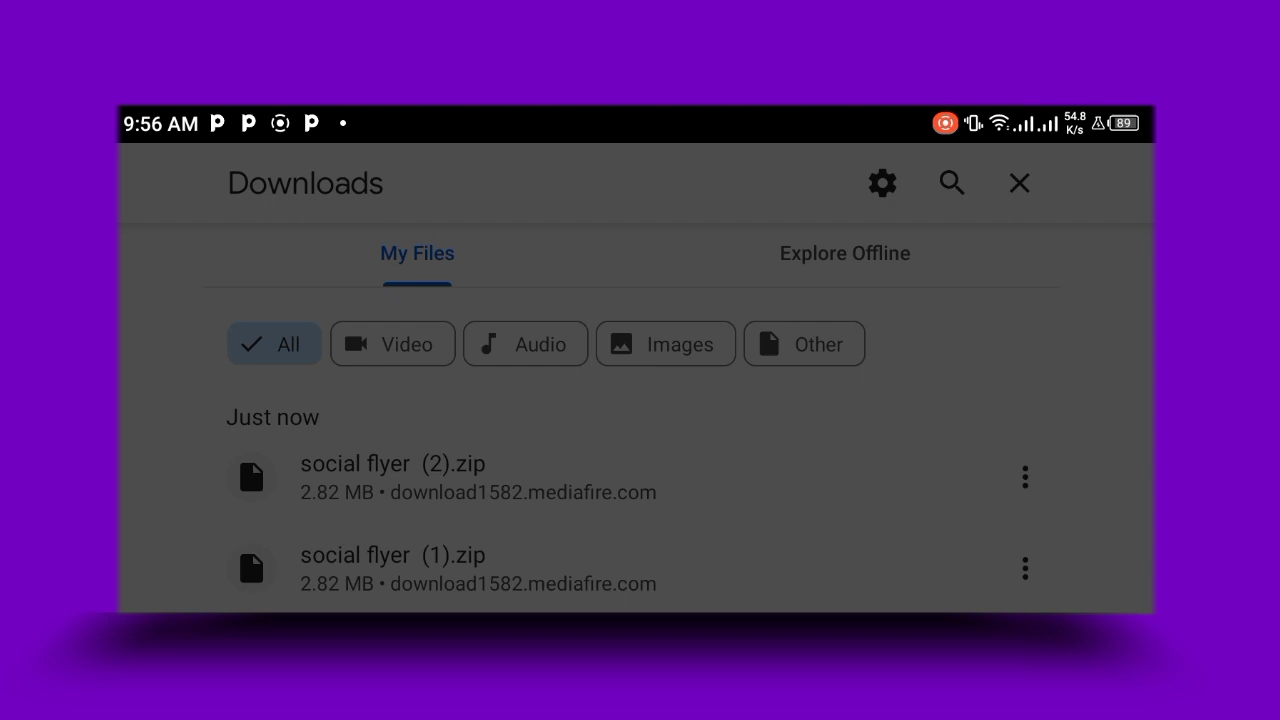 9:56 AM
54.8
K/s
89
Downloads
My Files
Explore Offline
All
Video
Audio
Images
Other
Just now
social flyer  (2).zip
2.82 MB • download1582.mediafire.com
social flyer  (1).zip
2.82 MB • download1582.mediafire.com